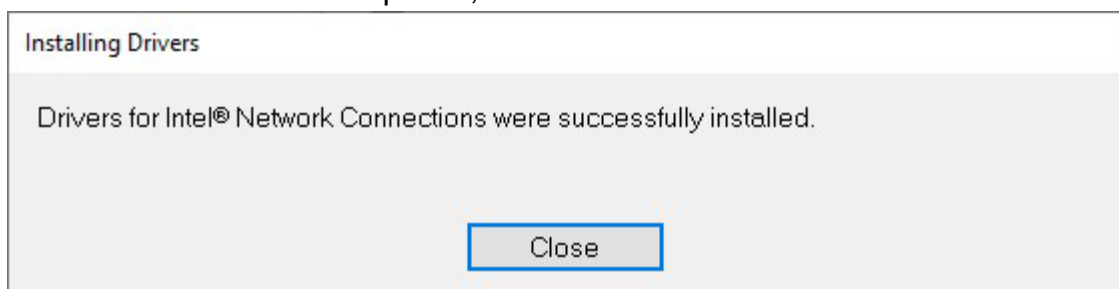 Installing Drivers
Drivers for Intel® Network Connections were successfully installed.
Close